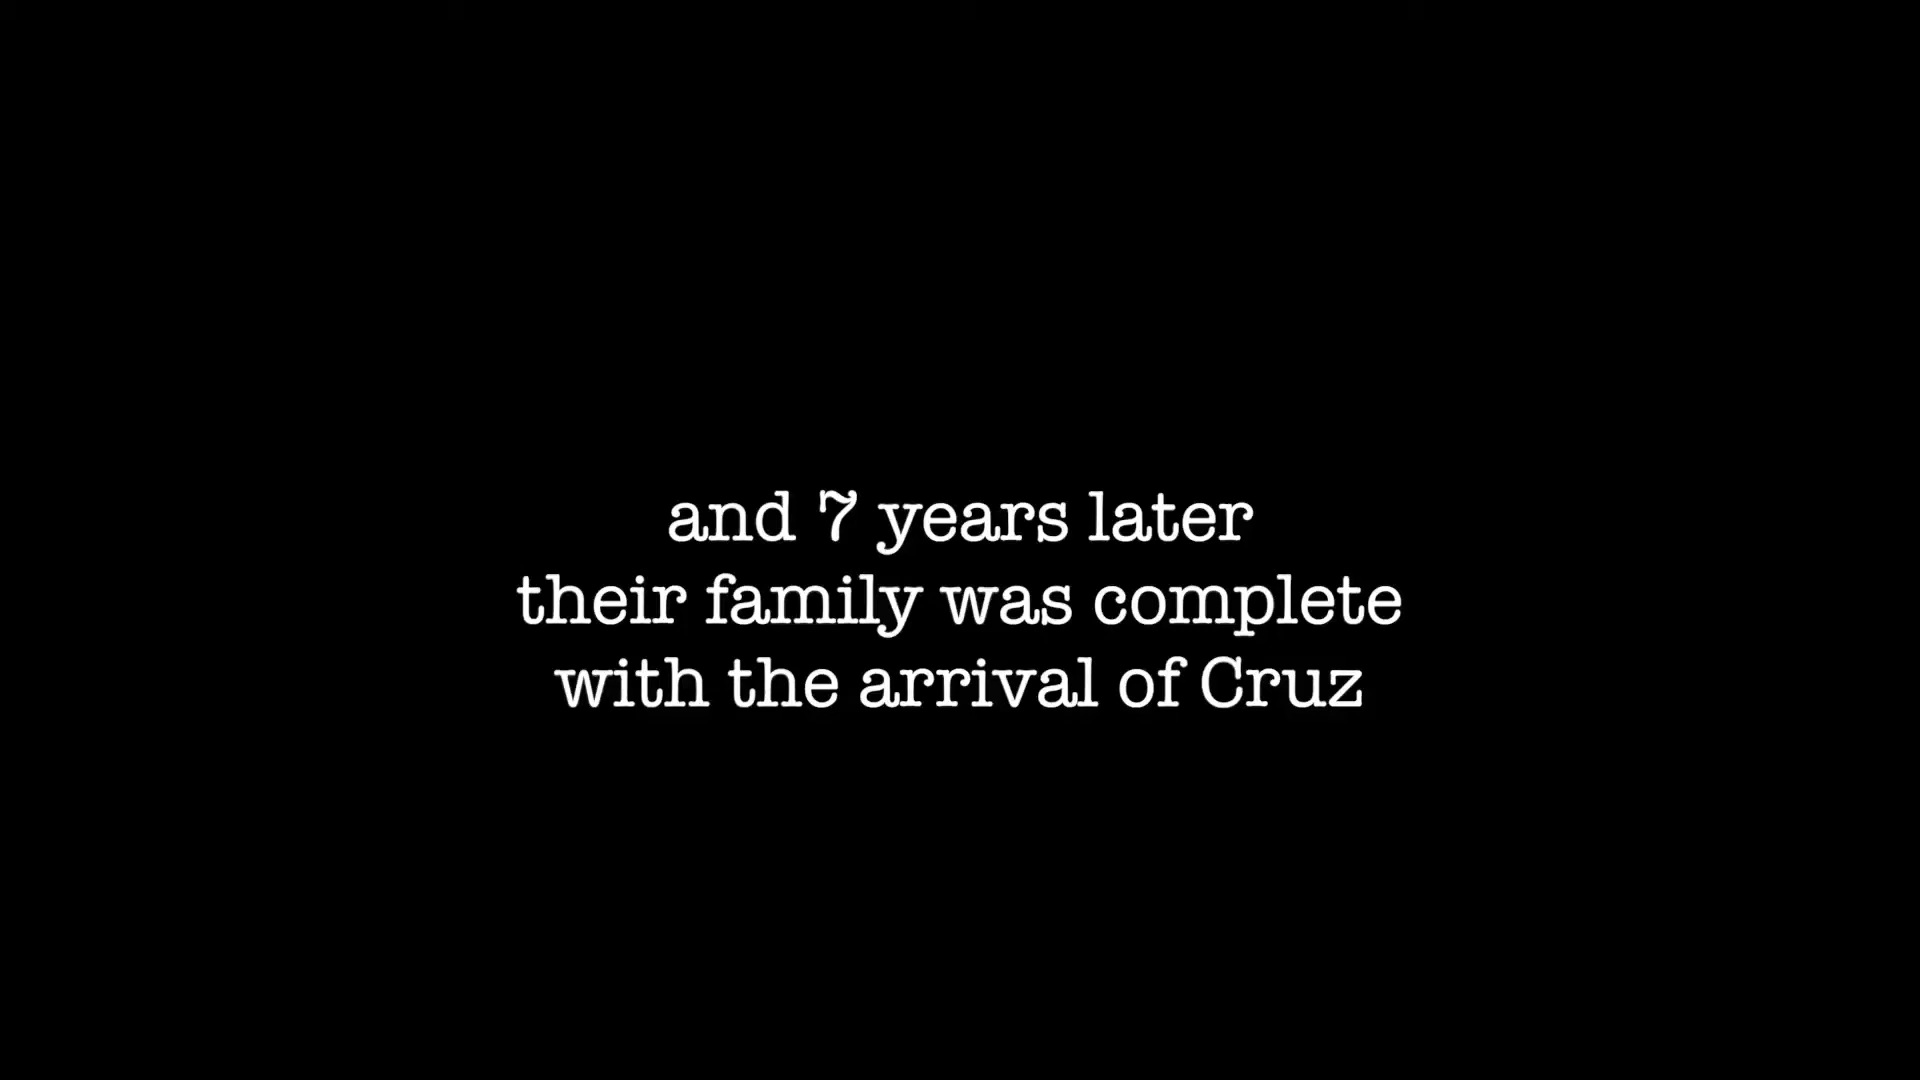 and 7 years later
their family was complete
with the arrival of Cruz